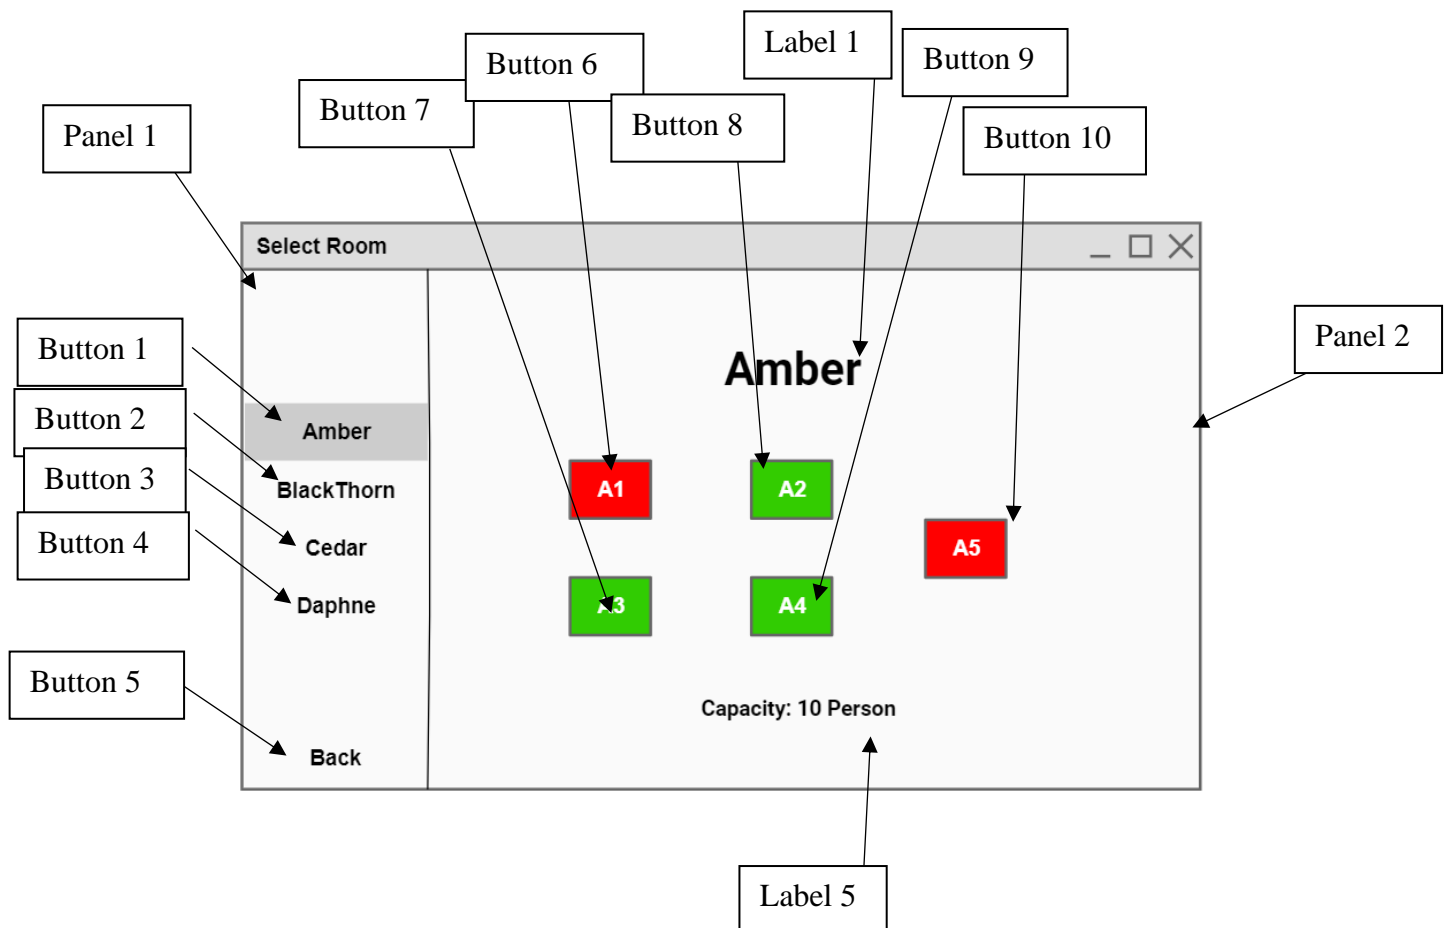 Label 1
Button 6
Button 9
Button 7
Button 8
Panel 1
Button 10
Select Room
Panel 2
Button 1
Amber
Button 2
Amber
Button 3
BlackThorn
A1
A2
Button 4
Cedar
A5
Daphne
A3
A4
Button 5
Capacity: 10 Person
Back
Label 5